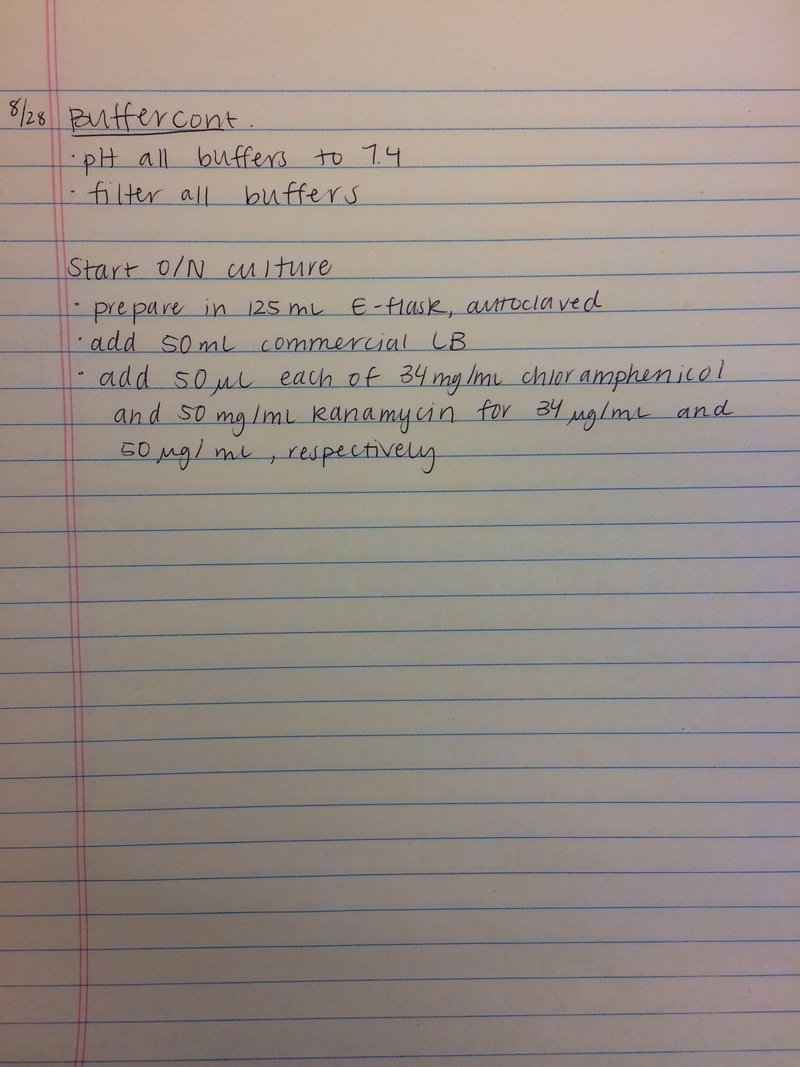 8/28 Buffer cont.
· pH all buffers to 7.4
· filter all buffers
Start O/N culture
· prepare in 125 mL E-flask, autoclaved
· add 50 mL commercial LB
· add 50 μL each of 34 mg/mL chloramphenicol
and 50 mg/mL kanamycin for 34 μg/mL and
50 μg/mL, respectively